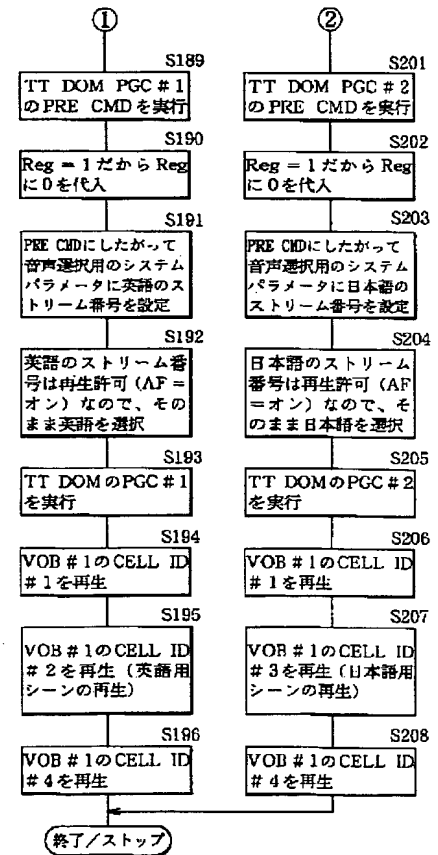 ①
S189
TT DOM PGC#1
のPRE CMDを実行
S190
Reg=1だからReg
に0を代入
S191
PRE CMDにしたがって
音声選択用のシステム
パラメータに英語のス
トリーム番号を設定
S192
英語のストリーム番
号は再生許可(AF=
オン)なので、その
まま英語を選択
S193
TT DOMのPGC#1
を実行
S194
VOB#1のCELL ID
#1を再生
S195
VOB#1のCELL ID
#2を再生(英語用
シーンの再生)
S196
VOB#1のCELL ID
#4を再生
②
S201
TT DOM PGC#2
のPRE CMDを実行
S202
Reg=1だからReg
に0を代入
S203
PRE CMDにしたがって
音声選択用のシステム
パラメータに日本語の
ストリーム番号を設定
S204
日本語のストリーム
番号は再生許可(AF
=オン)なので、そ
のまま日本語を選択
S205
TT DOMのPGC#2
を実行
S206
VOB#1のCELL ID
#1を再生
S207
VOB#1のCELL ID
#3を再生(日本語用
シーンの再生)
S208
VOB#1のCELL ID
#4を再生
終了/ストップ